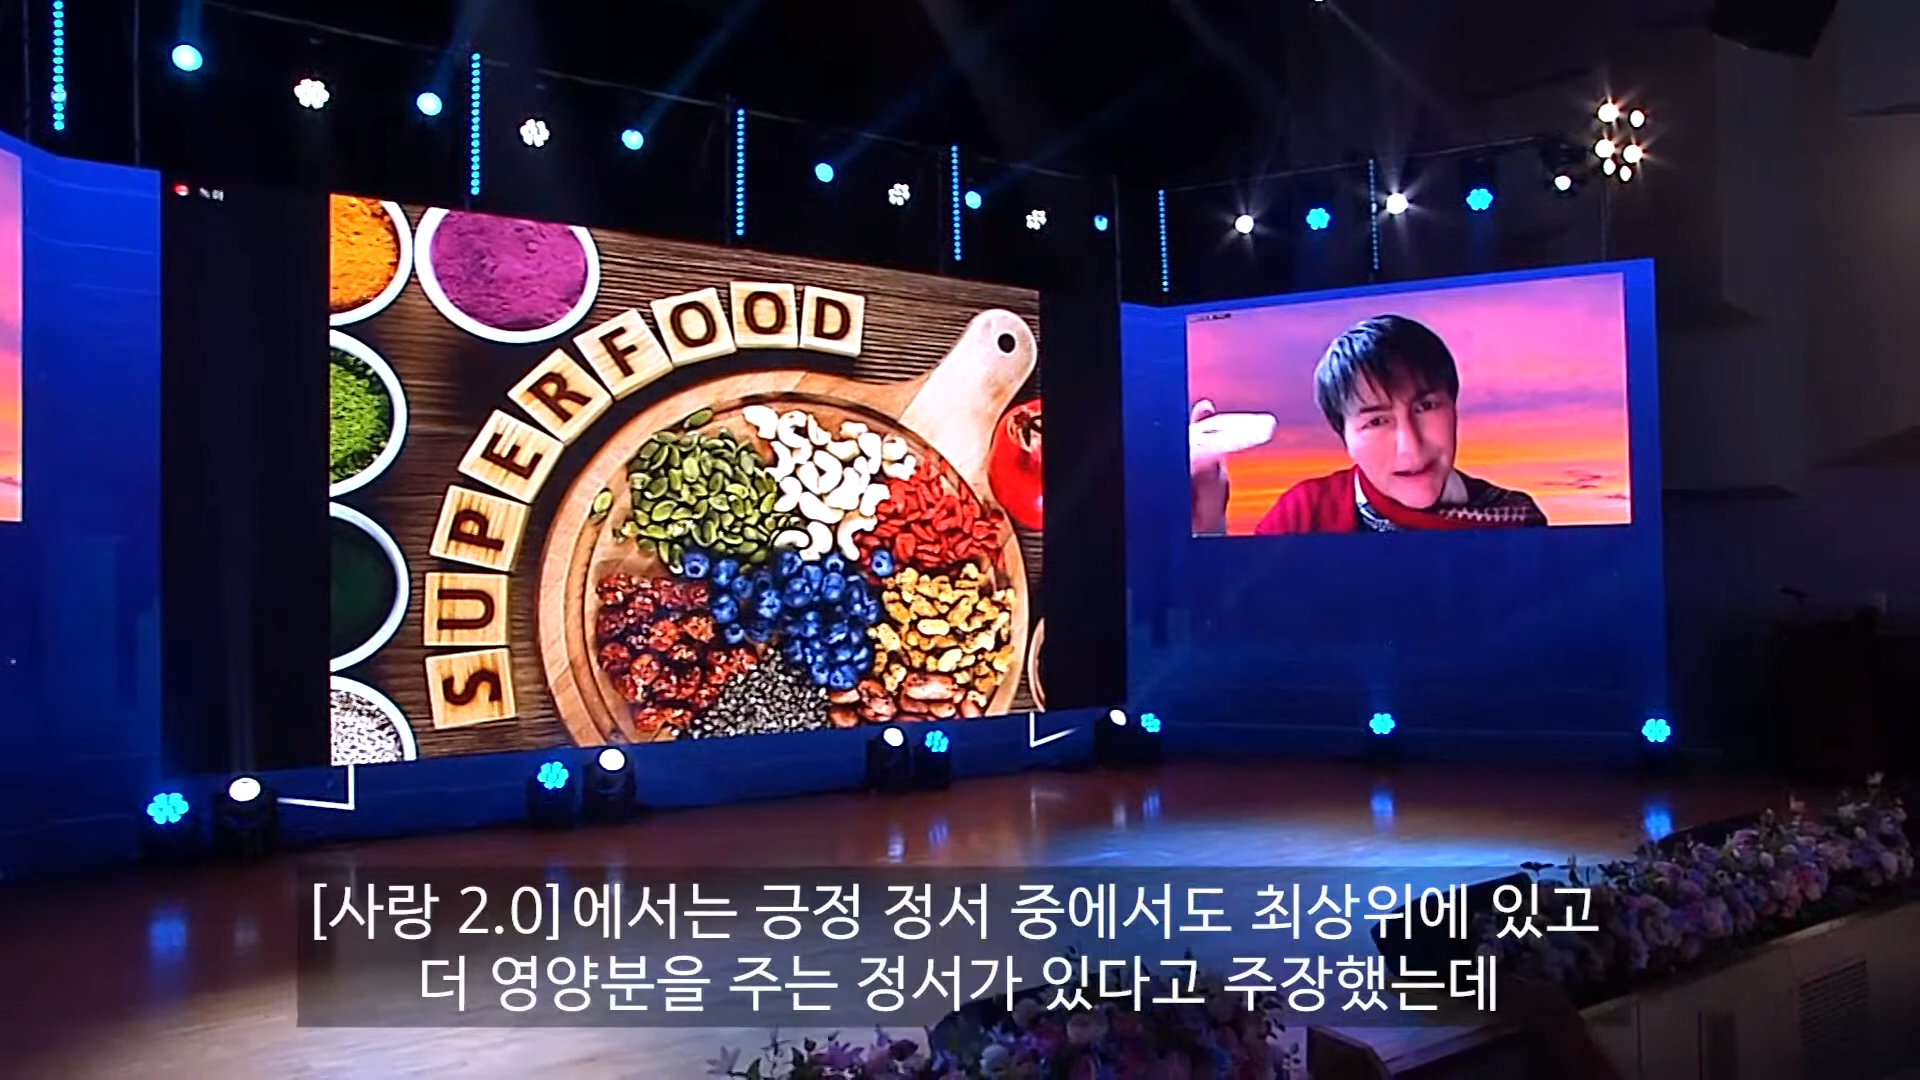 녹화
SUPERFOOD
[사랑 2.0]에서는 긍정 정서 중에서도 최상위에 있고
더 영양분을 주는 정서가 있다고 주장했는데